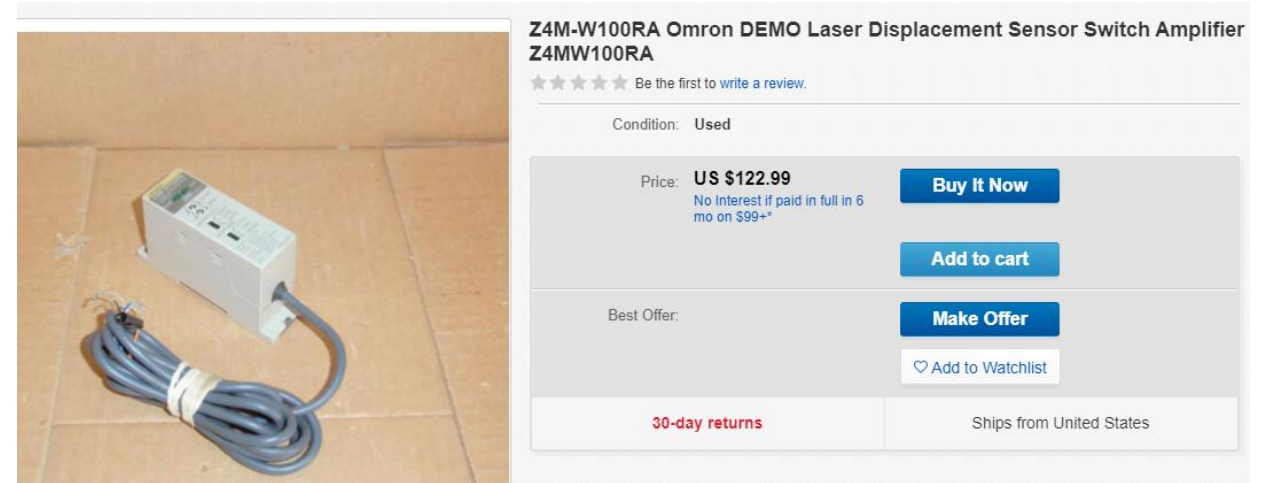 Z4M-W100RA Omron DEMO Laser Displacement Sensor Switch Amplifier
Z4MW100RA
Be the first to write a review.
Condition: Used
Price: US $122.99
No Interest if paid in full in 6
mo on $99+*
Buy It Now
Add to cart
Best Offer:
Make Offer
Add to Watchlist
30-day returns
Ships from United States